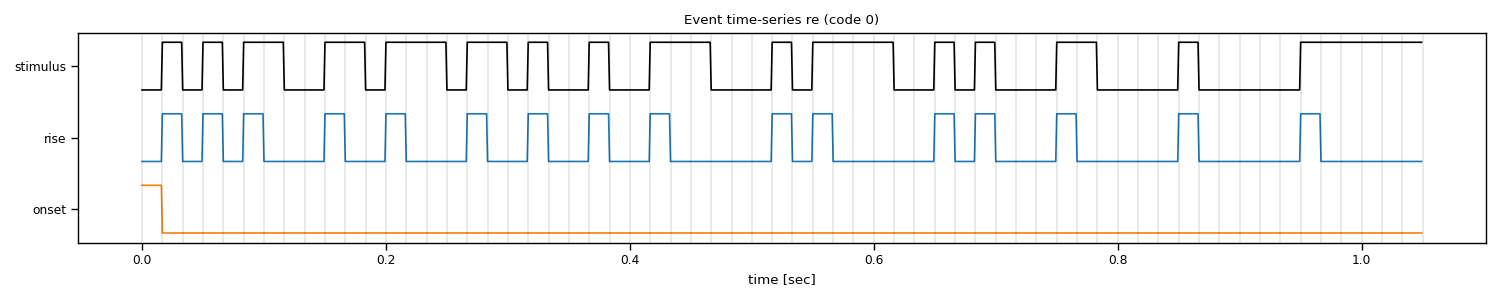 Event time-series re (code 0)
stimulus
rise
onset
0.0 0.2 0.4 0.6 0.8 1.0
time [sec]